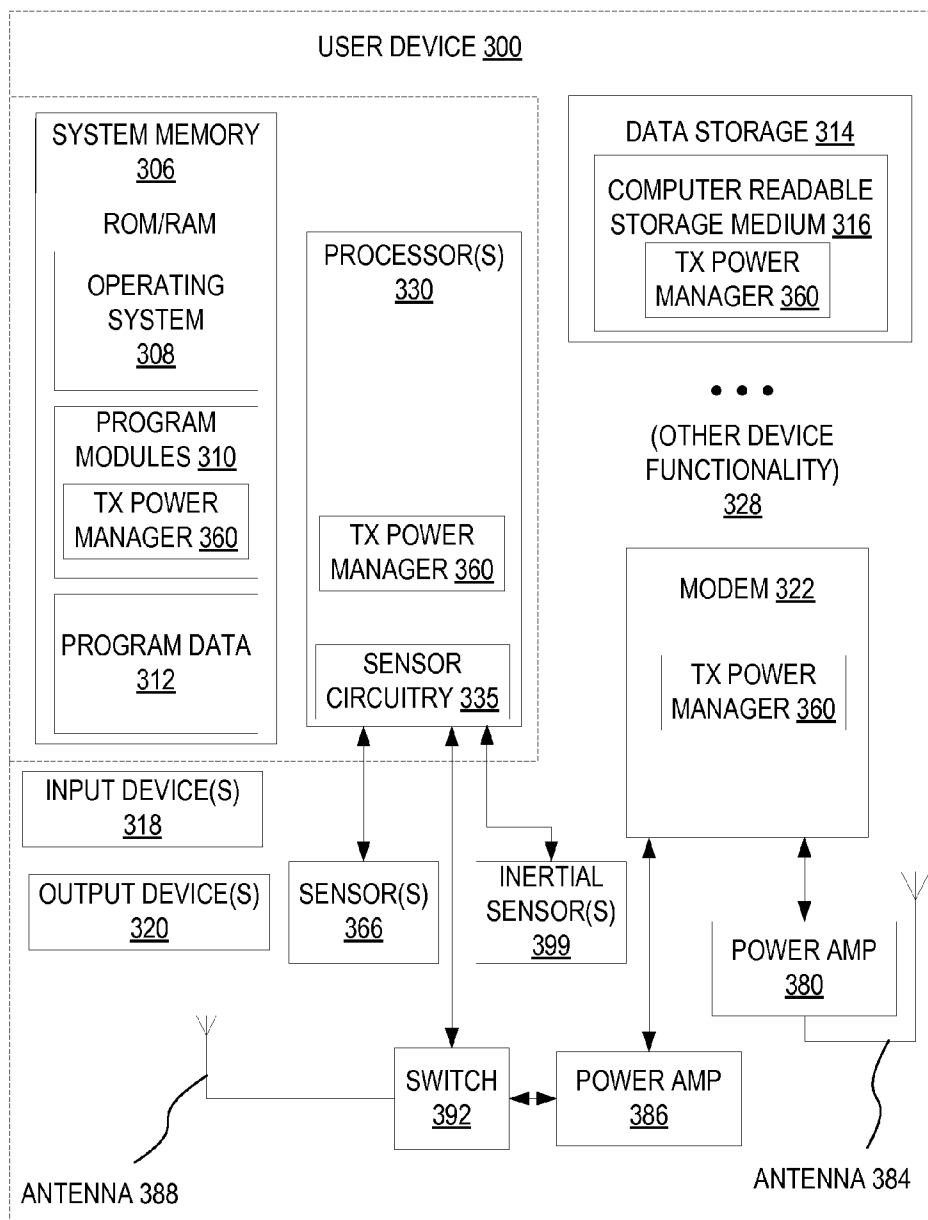 USER DEVICE 300
SYSTEM MEMORY
306
ROM/RAM
OPERATING
SYSTEM
308
PROGRAM
MODULES 310
TX POWER
MANAGER 360
PROGRAM DATA
312
PROCESSOR(S)
330
TX POWER
MANAGER 360
SENSOR
CIRCUITRY 335
DATA STORAGE 314
COMPUTER READABLE
STORAGE MEDIUM 316
TX POWER
MANAGER 360
(OTHER DEVICE
FUNCTIONALITY)
328
MODEM 322
TX POWER
MANAGER 360
INPUT DEVICE(S)
318
OUTPUT DEVICE(S)
320
SENSOR(S)
366
INERTIAL
SENSOR(S)
399
POWER AMP
380
SWITCH
392
POWER AMP
386
ANTENNA 388
ANTENNA 384